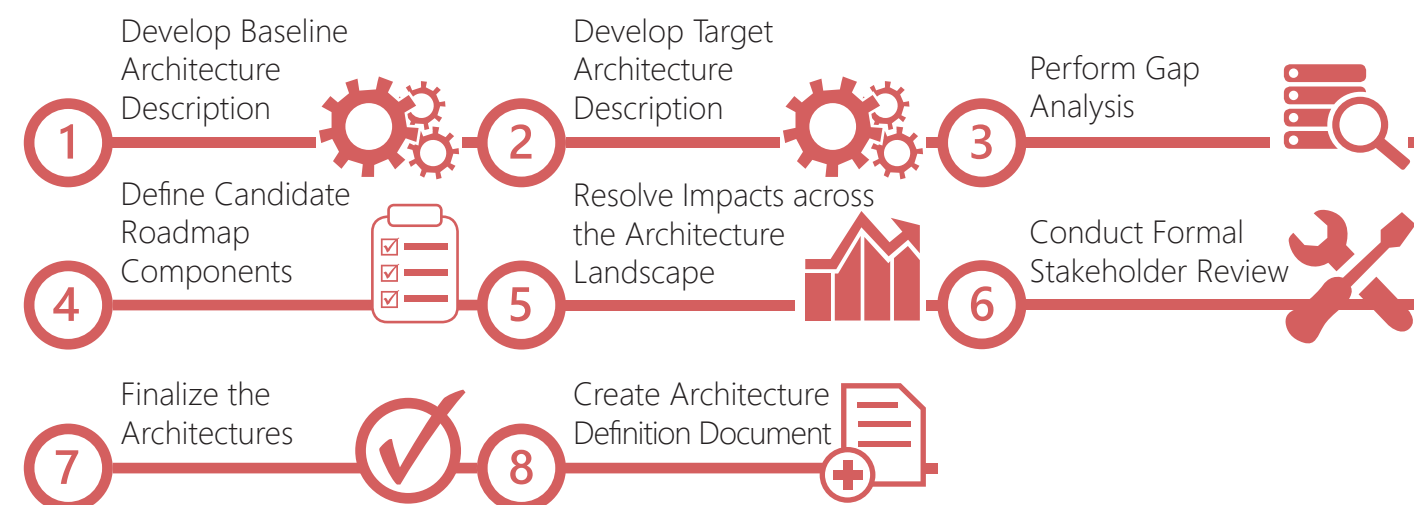 1
Develop Baseline
Architecture
Description
2
Develop Target
Architecture
Description
3
Perform Gap
Analysis
4
Define Candidate
Roadmap
Components
5
Resolve Impacts across
the Architecture
Landscape
6
Conduct Formal
Stakeholder Review
7
Finalize the
Architectures
8
Create Architecture
Definition Document